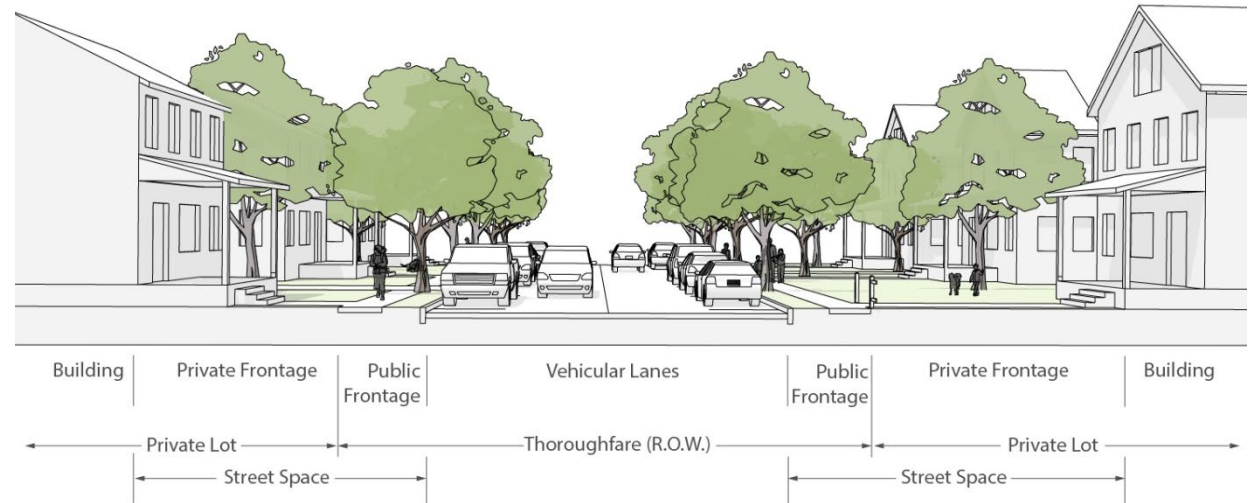 Building
Private Frontage
Public
Frontage
Vehicular Lanes
Public
Frontage
Private Frontage
Building
Private Lot
Thoroughfare (R.O.W.)
Private Lot
Street Space
Street Space